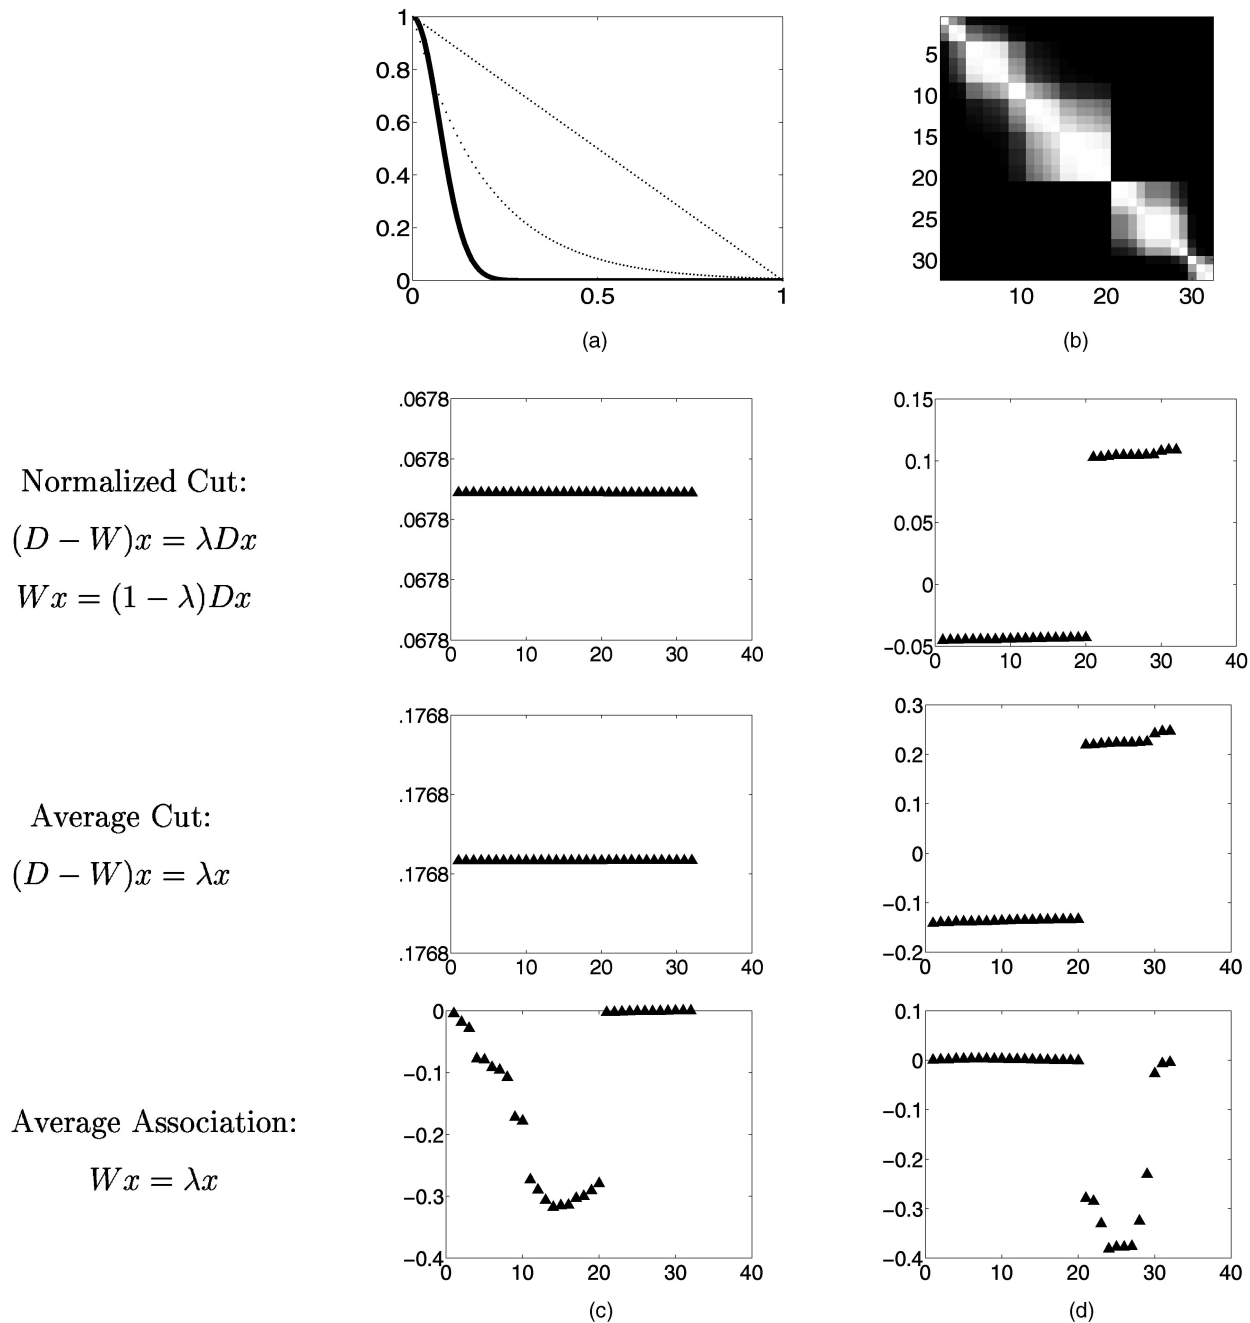 1
0.8
0.6
0.4
0.2
0
0 0.5 1
(a)
5
10
15
20
25
30
10 20 30
(b)
Normalized Cut:
(D − W)x = λDx
Wx = (1 − λ)Dx
.0678
.0678
.0678
.0678
.0678
0 10 20 30 40
0.15
0.1
0.05
0
−0.05
0 10 20 30 40
Average Cut:
(D − W)x = λx
.1768
.1768
.1768
.1768
0 10 20 30 40
0.3
0.2
0.1
0
−0.1
−0.2
0 10 20 30 40
Average Association:
Wx = λx
0
−0.1
−0.2
−0.3
−0.4
0 10 20 30 40
(c)
0.1
0
−0.1
−0.2
−0.3
−0.4
0 10 20 30 40
(d)